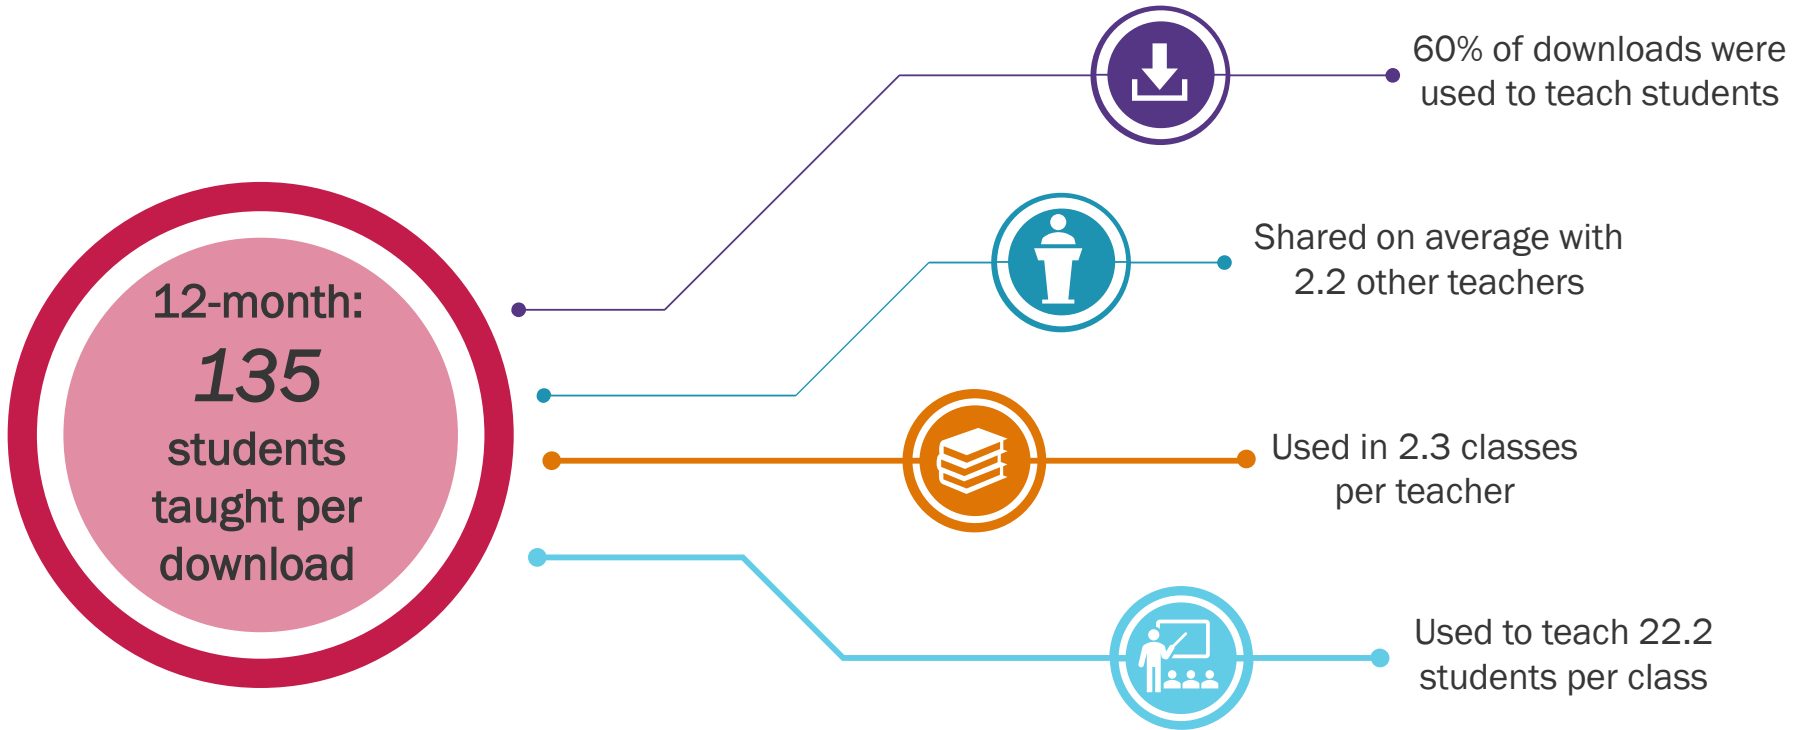 12-month:
135
students
taught per
download
60% of downloads were
used to teach students
Shared on average with
2.2 other teachers
Used in 2.3 classes
per teacher
Used to teach 22.2
students per class